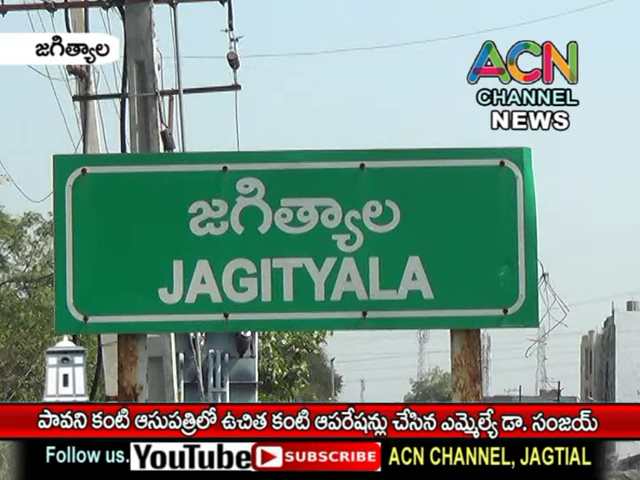 జగిత్యాల
ACN
CHANNEL
NEWS
జగిత్యాల
JAGITYALA
పావని కంటి ఆసుపత్రిలో ఉచిత కంటి ఆపరేషన్లు చేసిన ఎమ్మెల్యే డా. సంజయ్
Follow us. YouTube SUBSCRIBE ACN CHANNEL, JAGTIAL